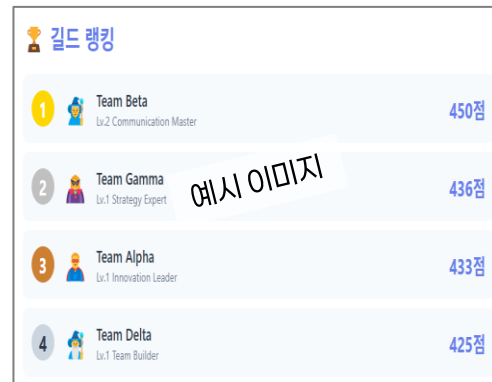 길드 랭킹
1
Team Beta
Lv.2 Communication Master
450점
2
Team Gamma
Lv.1 Strategy Expert
436점
예시 이미지
3
Team Alpha
Lv.1 Innovation Leader
433점
4
Team Delta
Lv.1 Team Builder
425점